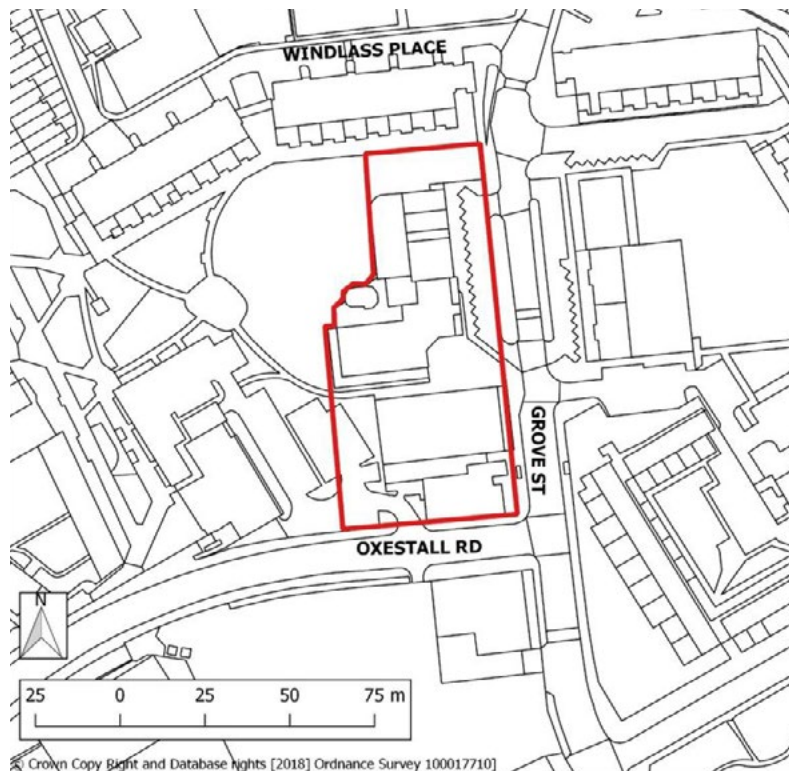 WINDLASS PLACE
GROVE ST
OXESTALL RD
N
25 0 25 50 75 m
© Crown Copy Right and Database rights [2018] Ordnance Survey 100017710]